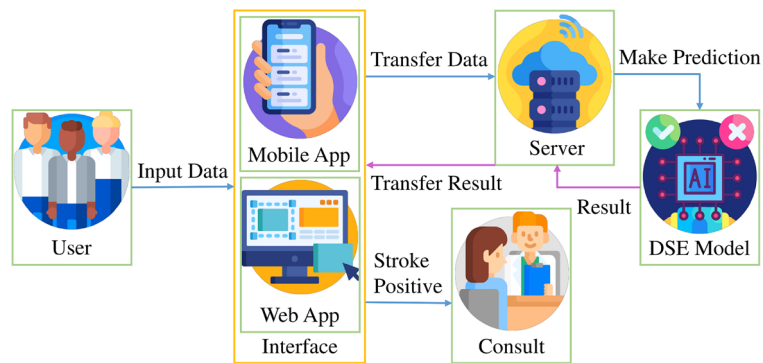 User
Input Data
Mobile App
Web App
Interface
Transfer Data
Transfer Result
Server
Make Prediction
AI
DSE Model
Result
Stroke
Positive
Consult